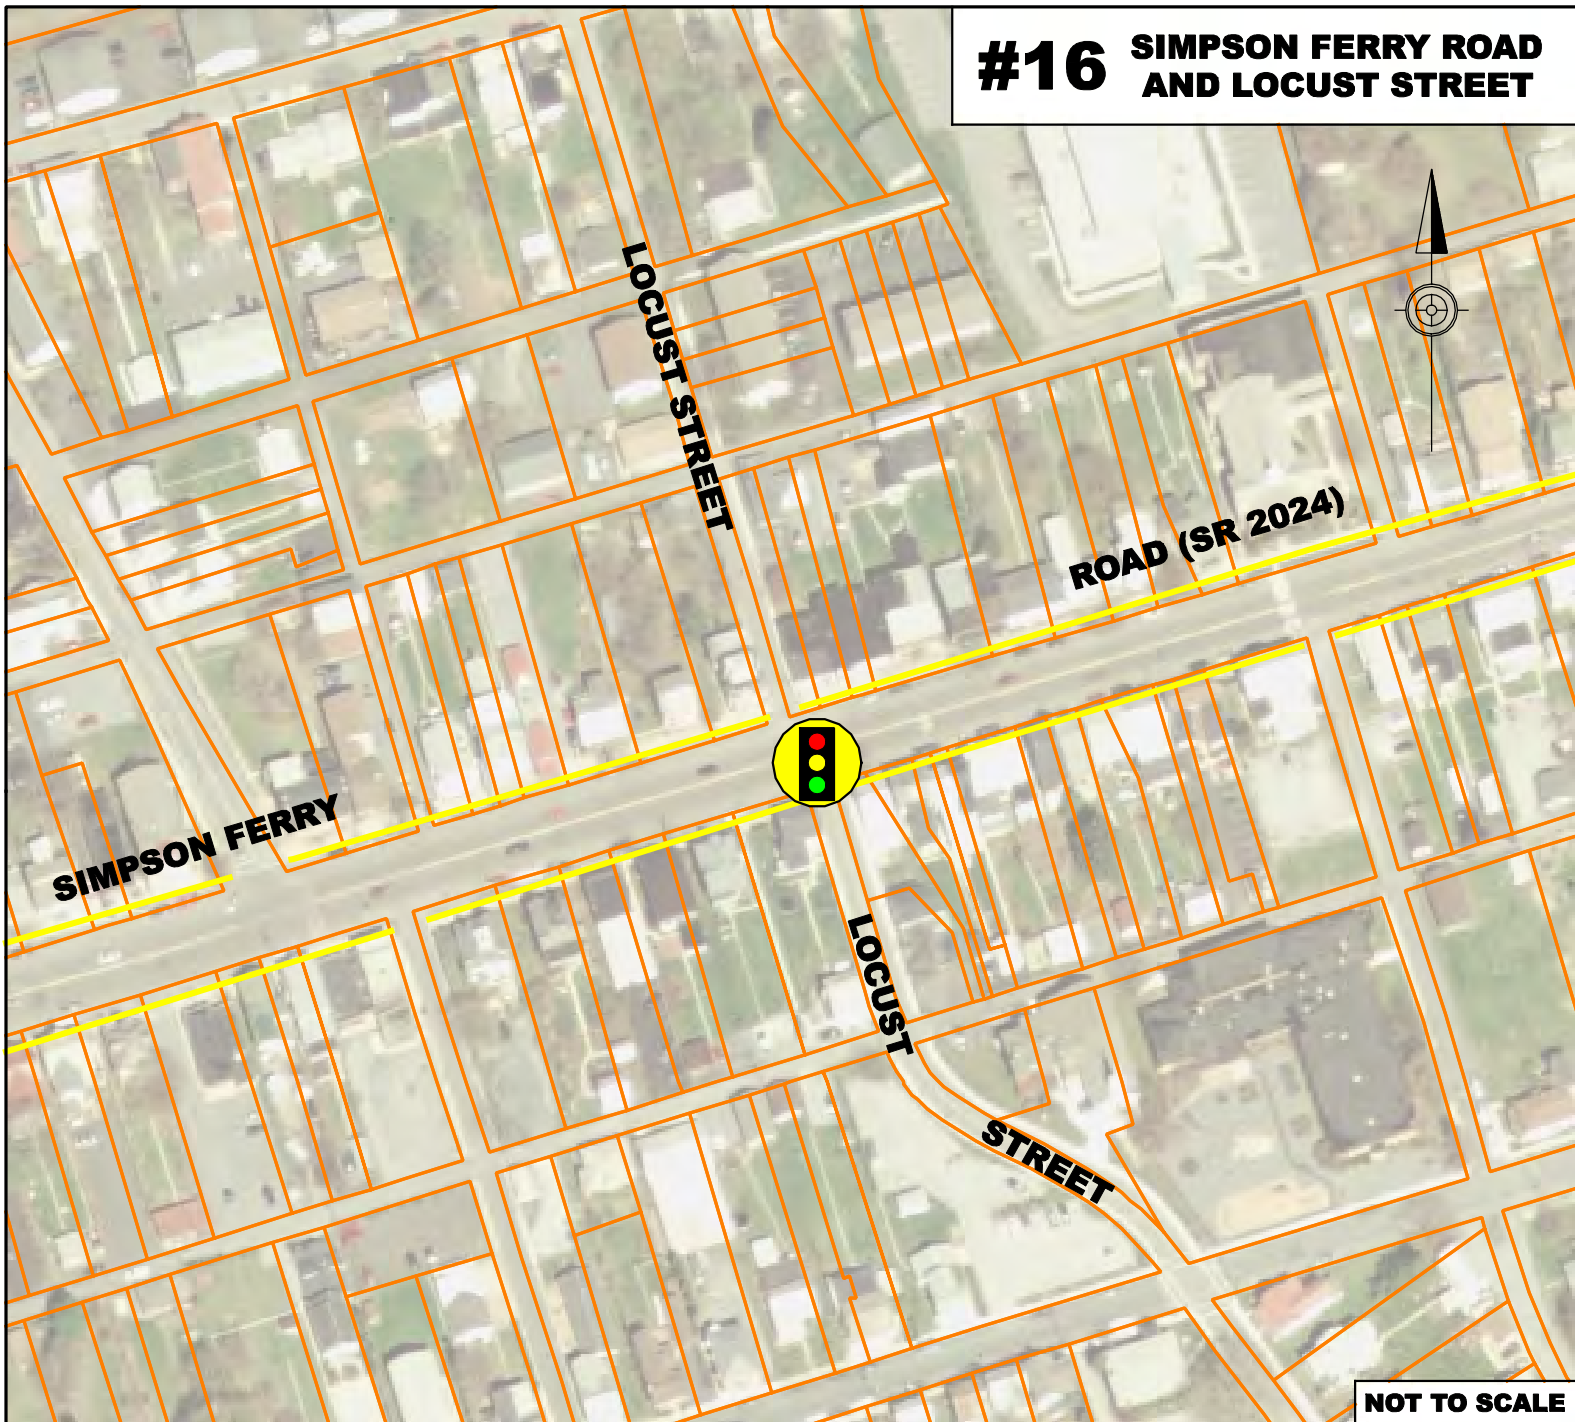 #16 SIMPSON FERRY ROAD
AND LOCUST STREET
LOCUST STREET
ROAD (SR 2024)
SIMPSON FERRY
LOCUST
STREET
NOT TO SCALE